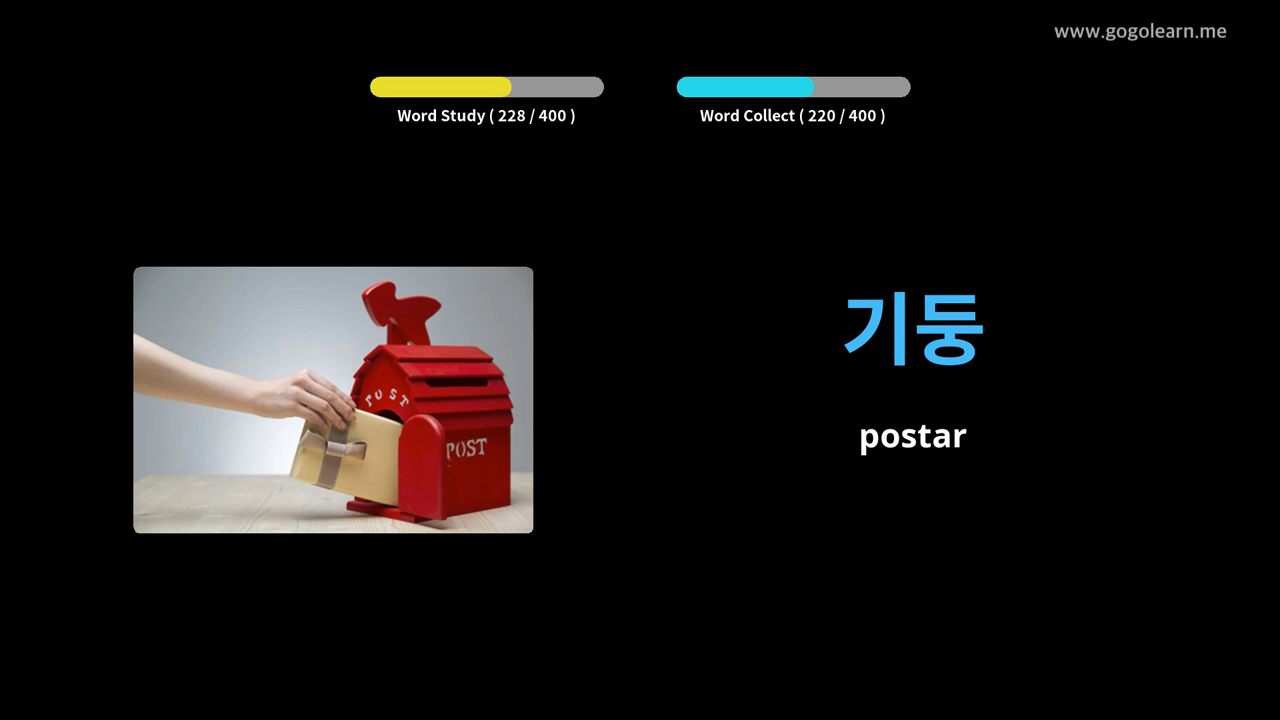 www.gogolearn.me
Word Study ( 228 / 400 )
Word Collect ( 220 / 400 )
POST
POST
기둥
postar